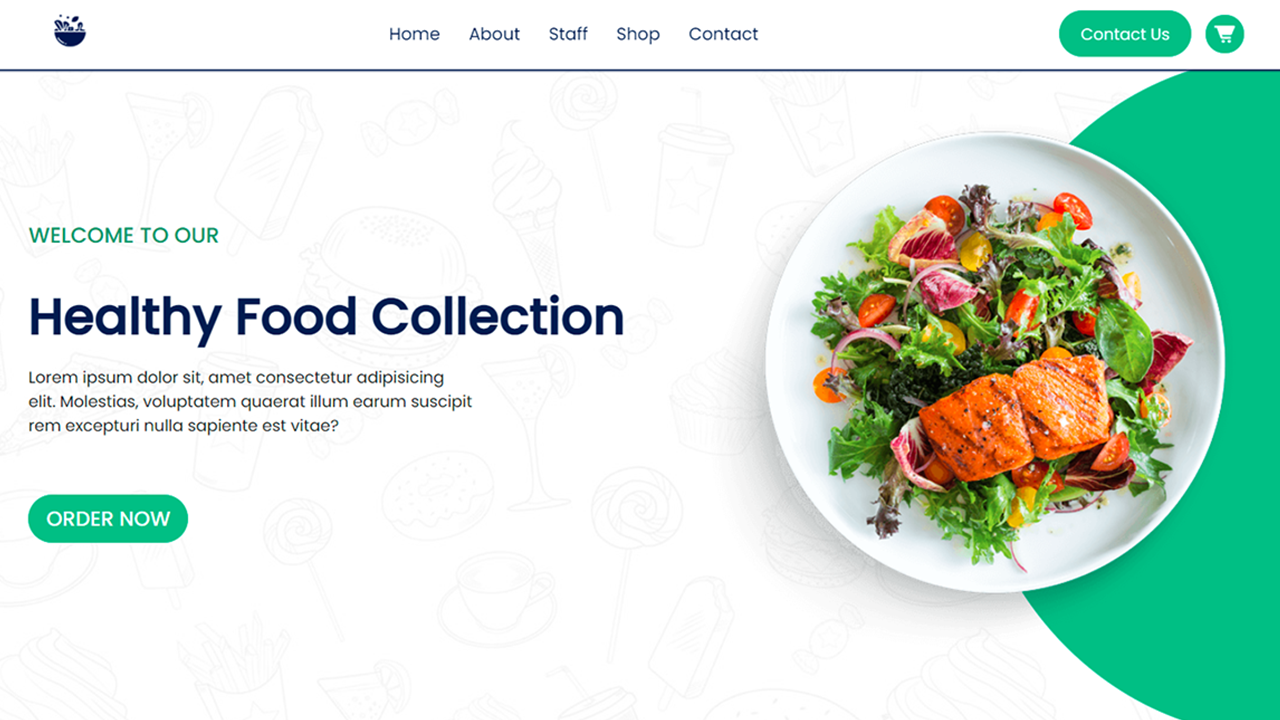 Home About Staff Shop Contact Contact Us
WELCOME TO OUR
Healthy Food Collection
Lorem ipsum dolor sit, amet consectetur adipisicing
elit. Molestias, voluptatem quaerat illum earum suscipit
rem excepturi nulla sapiente est vitae?
ORDER NOW